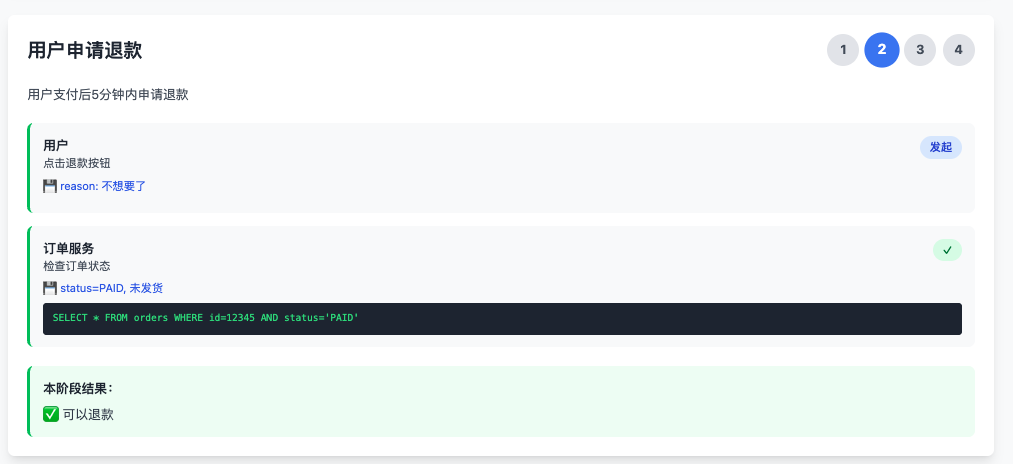 用户申请退款
1 2 3 4
用户支付后5分钟内申请退款
用户
发起
点击退款按钮
💾 reason: 不想要了
订单服务
✓
检查订单状态
💾 status=PAID, 未发货
SELECT * FROM orders WHERE id=12345 AND status='PAID'
本阶段结果：
✅ 可以退款